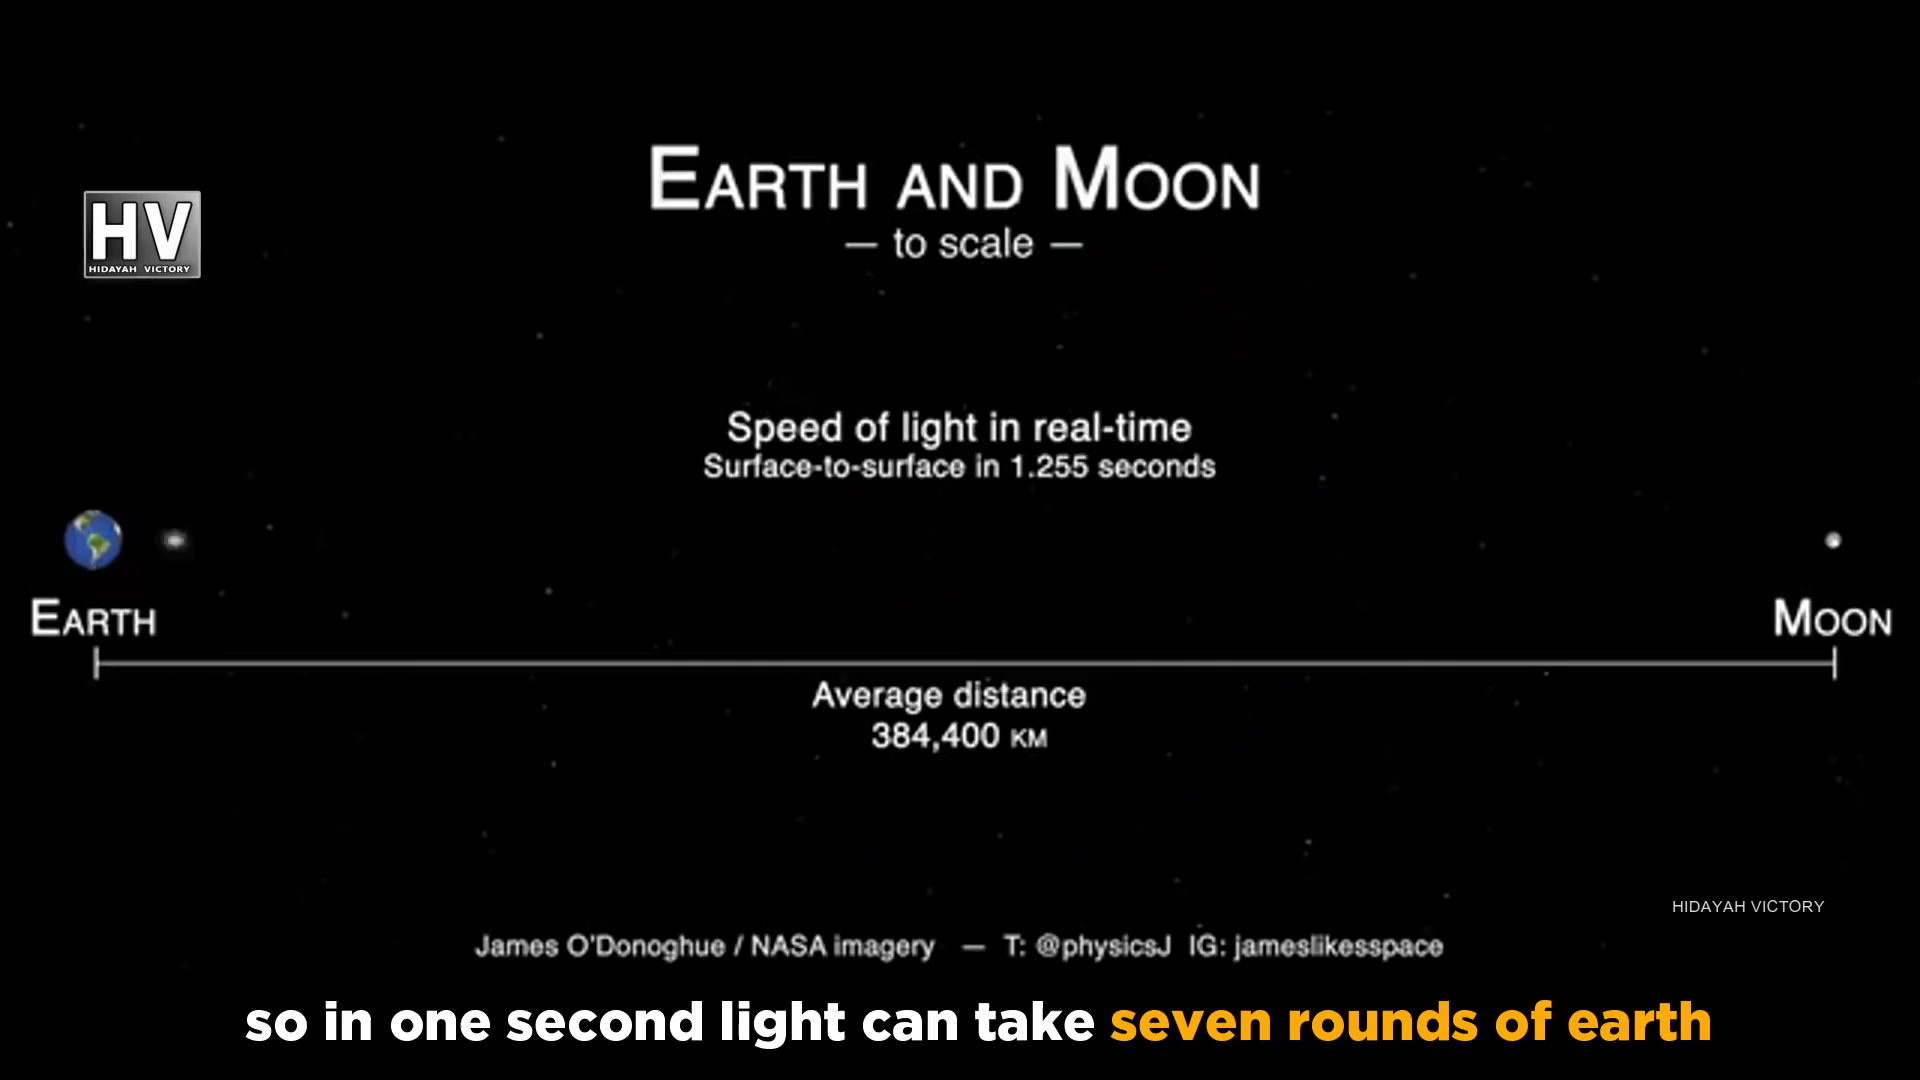 EARTH AND MOON
— to scale —
HV
HIDAYAH VICTORY
Speed of light in real-time
Surface-to-surface in 1.255 seconds
EARTH
MOON
Average distance
384,400 KM
HIDAYAH VICTORY
James O'Donoghue / NASA imagery — T: @physicsJ IG: jameslikesspace
so in one second light can take seven rounds of earth